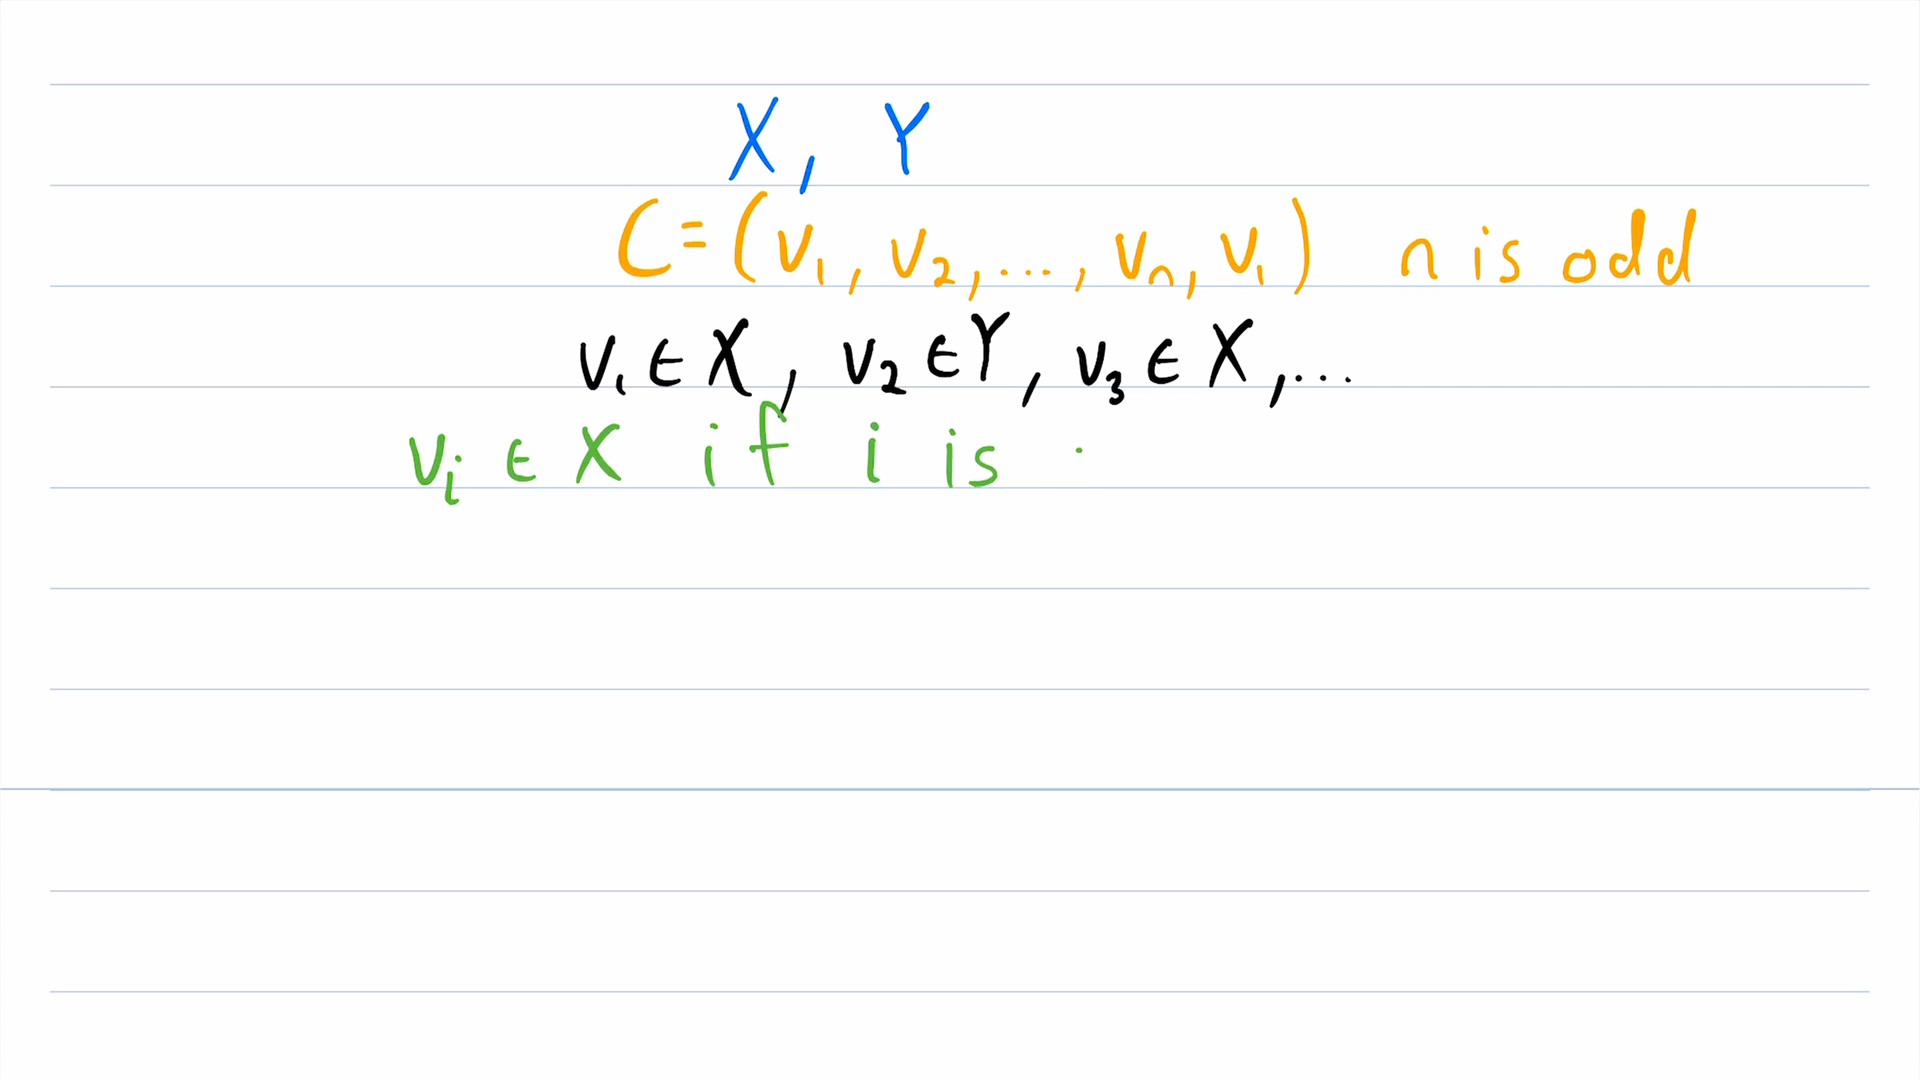 X, Y
C=(v₁, v₂,..., vₙ, v₁) n is odd
v₁ ∈ X, v₂ ∈ Y, v₃ ∈ X,...
vᵢ ∈ X if i is